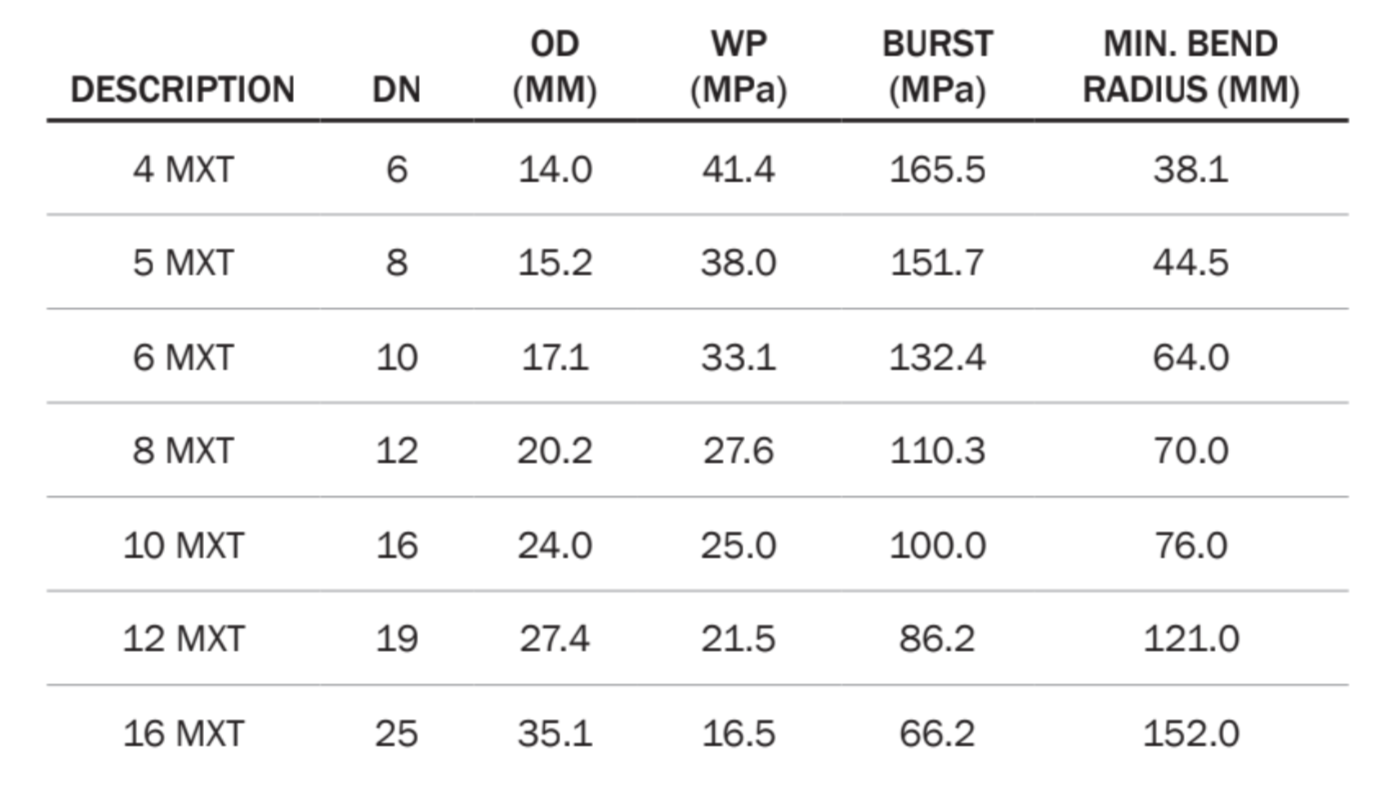 DESCRIPTION DN OD (MM) WP (MPa) BURST (MPa) MIN. BEND RADIUS (MM)
4 MXT 6 14.0 41.4 165.5 38.1
5 MXT 8 15.2 38.0 151.7 44.5
6 MXT 10 17.1 33.1 132.4 64.0
8 MXT 12 20.2 27.6 110.3 70.0
10 MXT 16 24.0 25.0 100.0 76.0
12 MXT 19 27.4 21.5 86.2 121.0
16 MXT 25 35.1 16.5 66.2 152.0